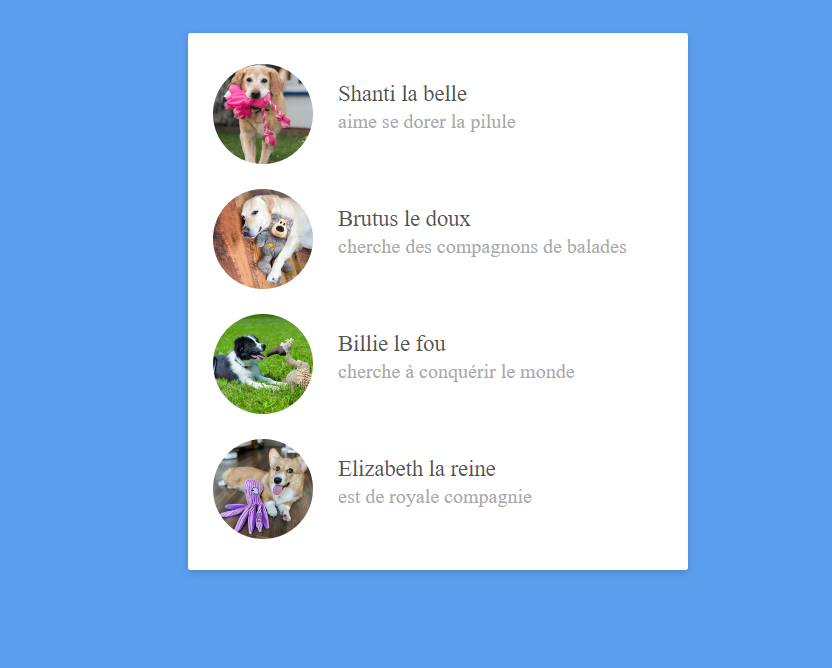 Shanti la belle
aime se dorer la pilule
Brutus le doux
cherche des compagnons de balades
Billie le fou
cherche à conquérir le monde
Elizabeth la reine
est de royale compagnie